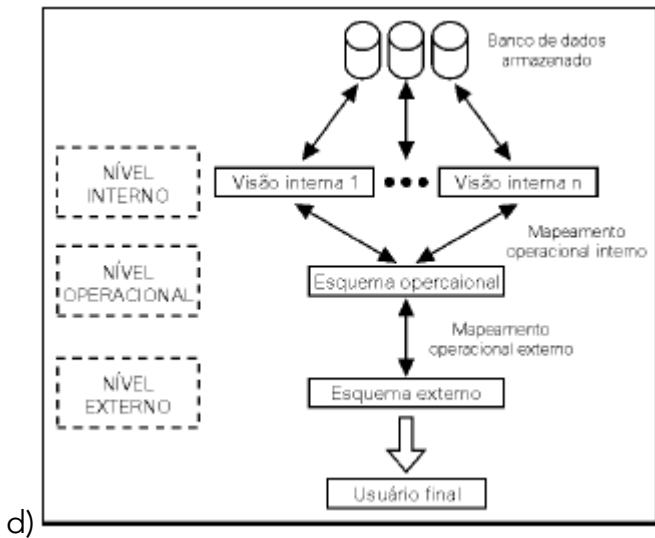 Banco de dados
armazenado
NÍVEL
INTERNO
Visão interna 1
Visão interna n
Mapeamento
operacional interno
NÍVEL
OPERACIONAL
Esquema opercaional
Mapeamento
operacional externo
NÍVEL
EXTERNO
Esquema externo
Usuário final
d)